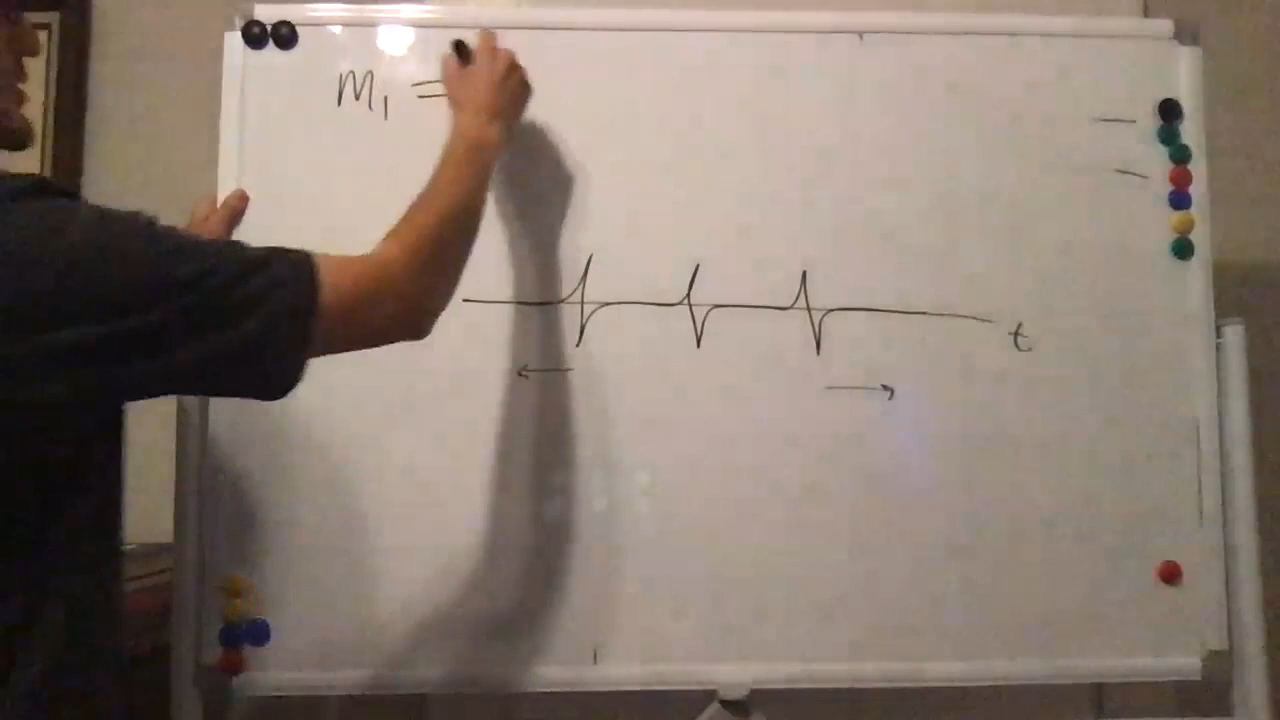 m₁ =
t